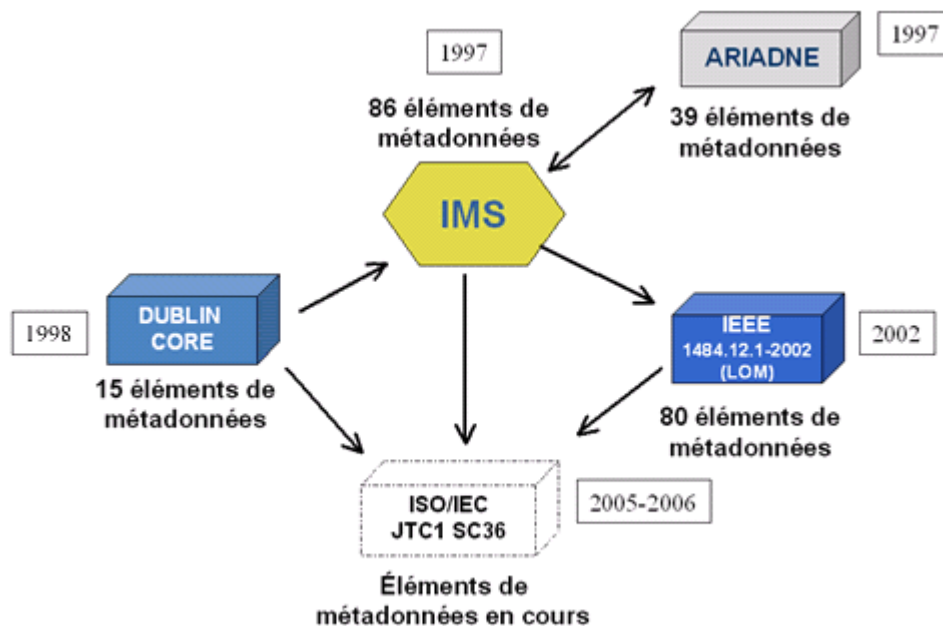 1997
ARIADNE
1997
86 éléments de
métadonnées
39 éléments de
métadonnées
IMS
1998
DUBLIN
CORE
15 éléments de
métadonnées
IEEE
1484.12.1-2002
(LOM)
2002
80 éléments de
métadonnées
ISO/IEC
JTC1 SC36
2005-2006
Éléments de
métadonnées en cours